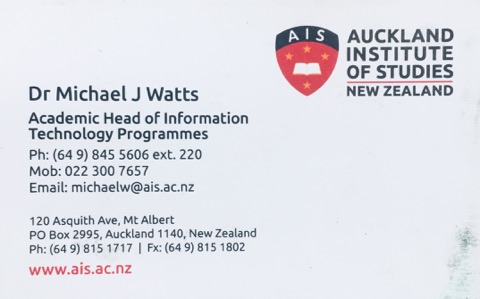 AIS
AUCKLAND
INSTITUTE
OF STUDIES
NEW ZEALAND
Dr Michael J Watts
Academic Head of Information
Technology Programmes
Ph: (64 9) 845 5606 ext. 220
Mob: 022 300 7657
Email: michaelw@ais.ac.nz
120 Asquith Ave, Mt Albert
PO Box 2995, Auckland 1140, New Zealand
Ph: (64 9) 815 1717 | Fx: (64 9) 815 1802
www.ais.ac.nz